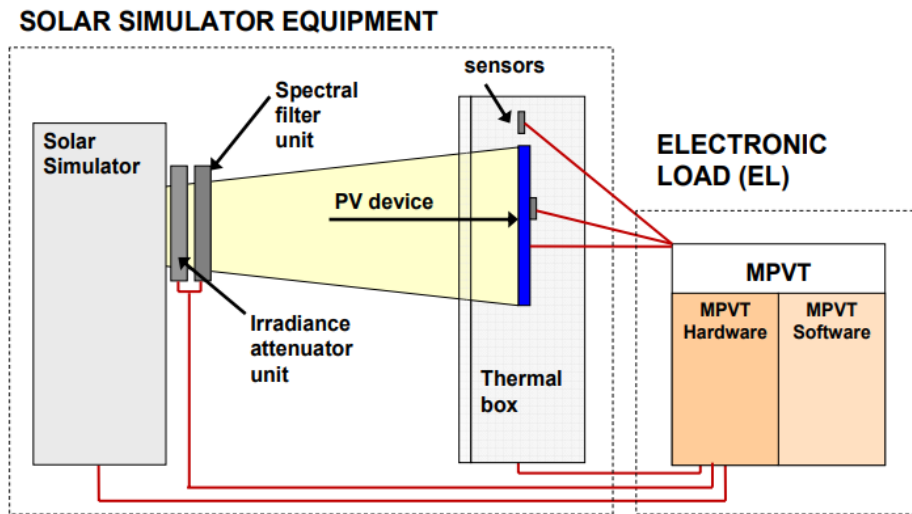 SOLAR SIMULATOR EQUIPMENT
sensors
Spectral
filter
unit
Solar
Simulator
ELECTRONIC
LOAD (EL)
PV device
MPVT
MPVT
Hardware
MPVT
Software
Irradiance
attenuator
unit
Thermal
box